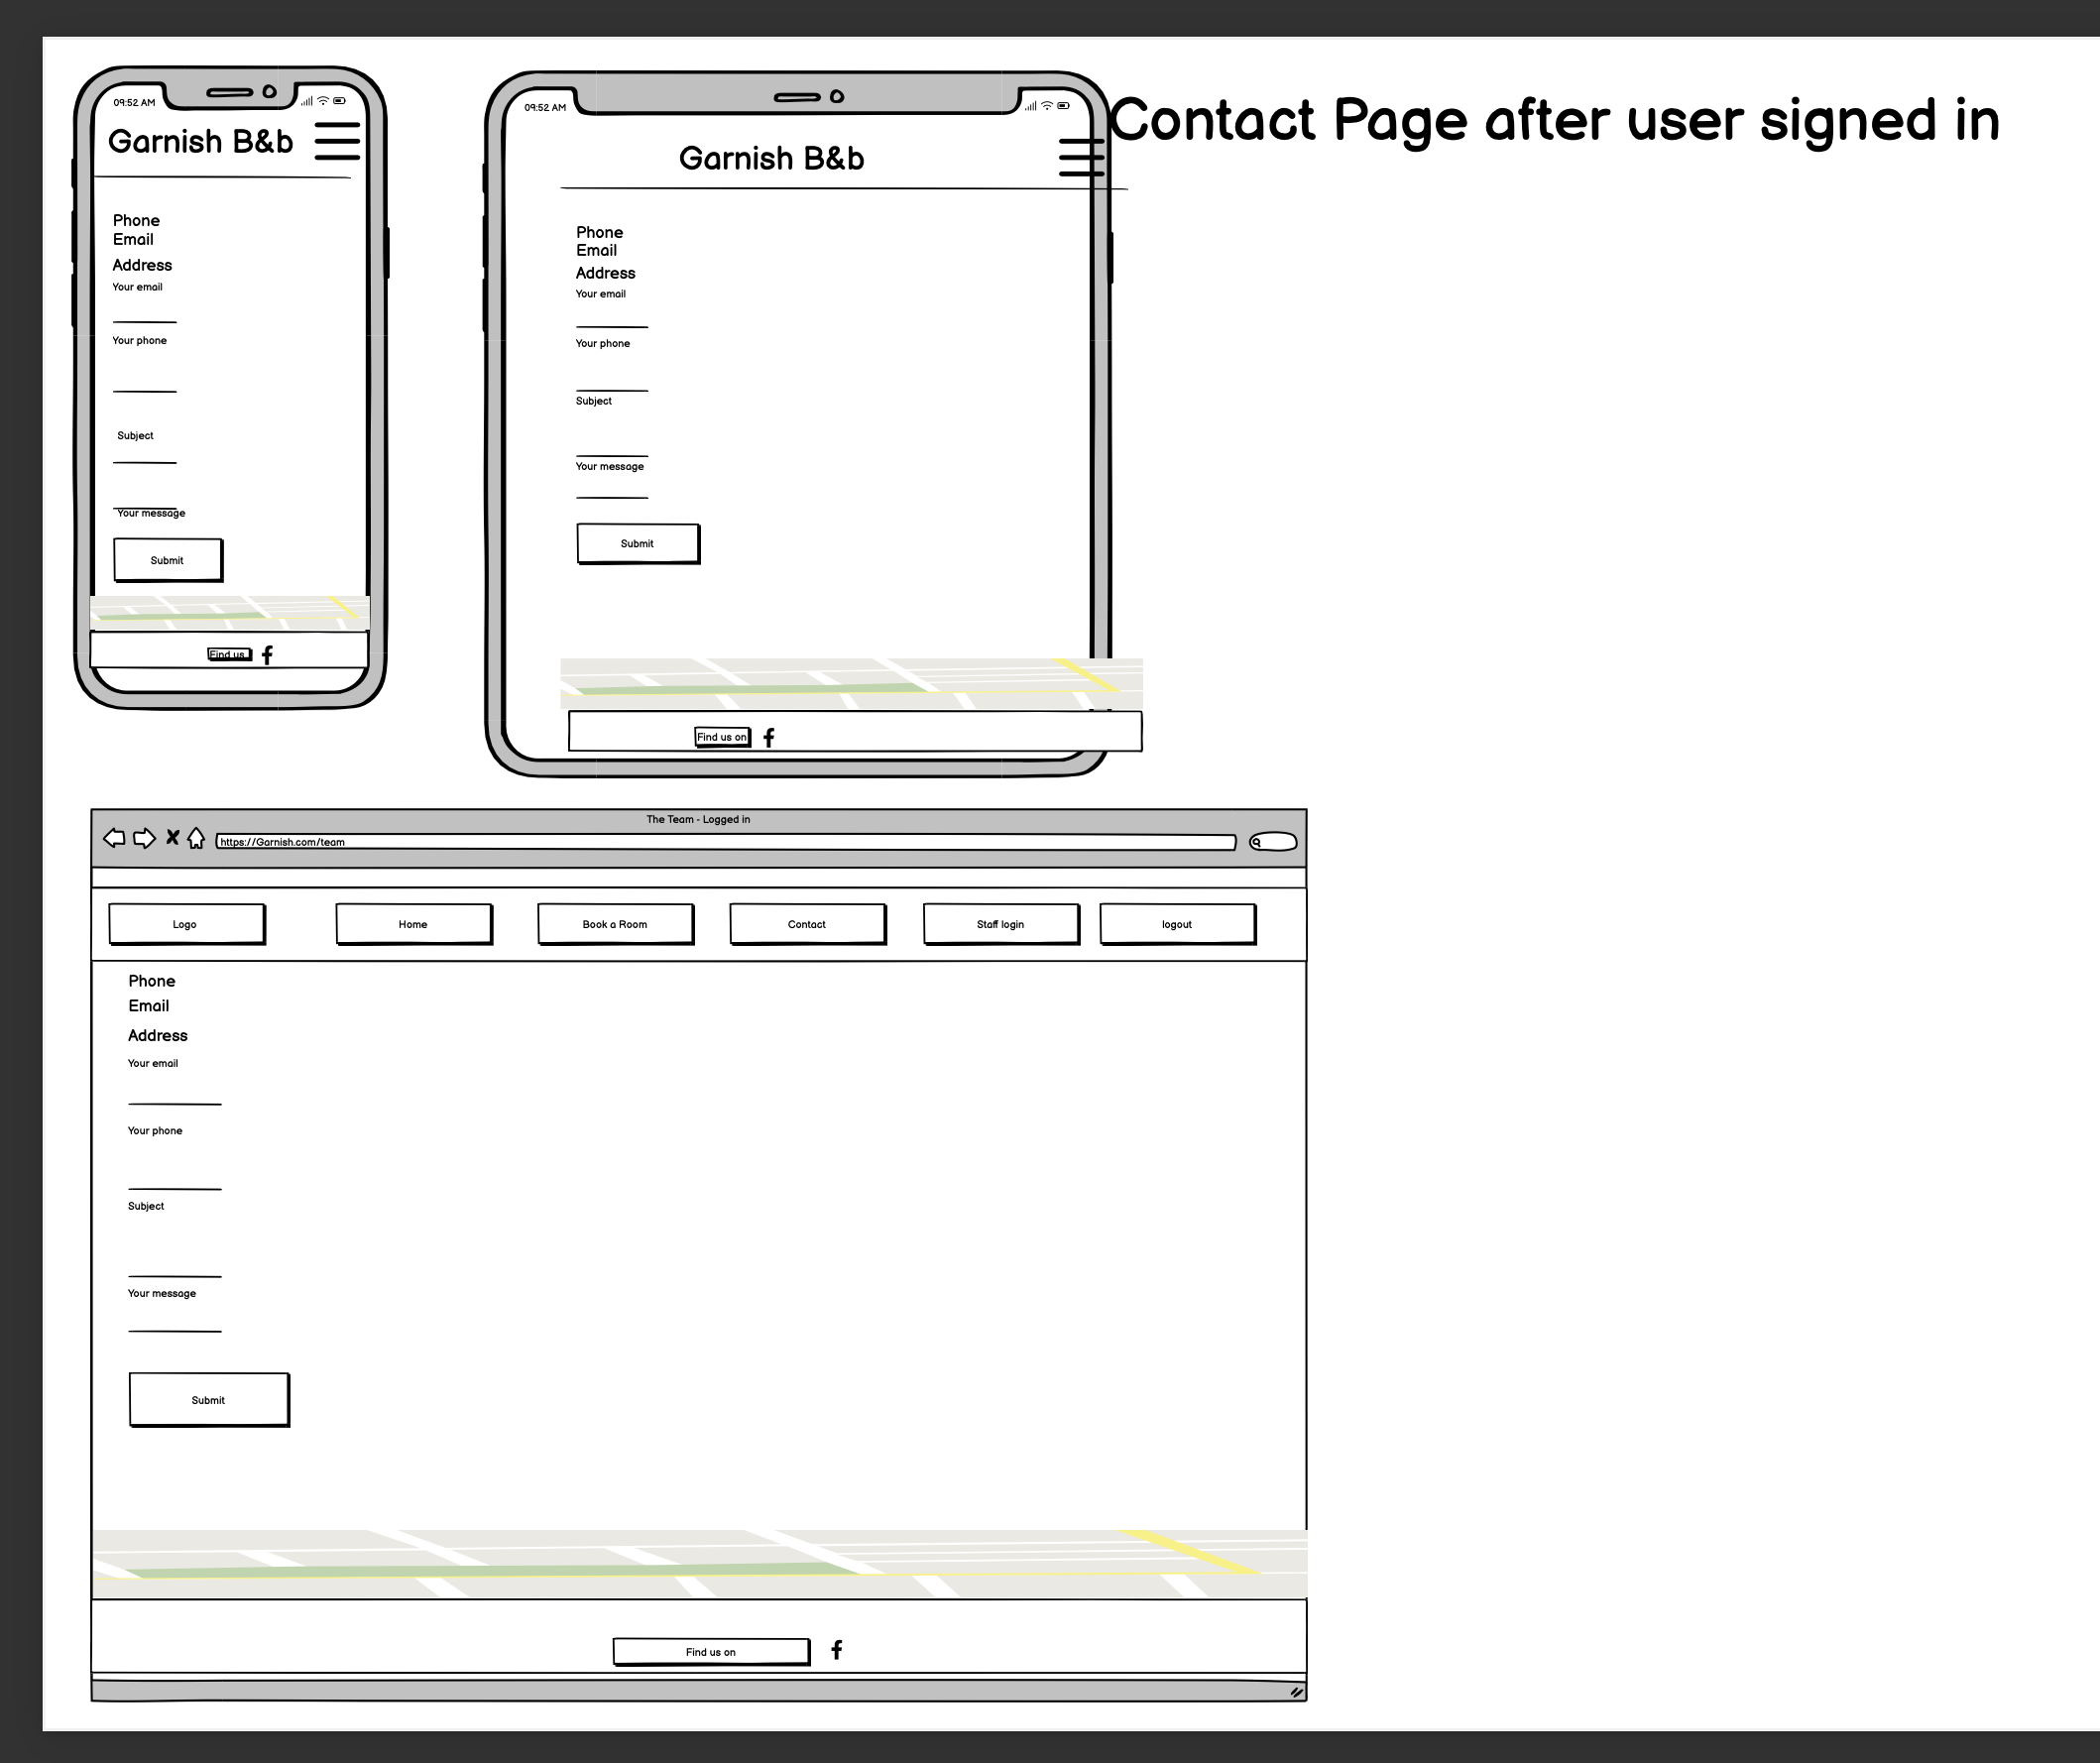 09:52 AM
Garnish B&b
Phone
Email
Address
Your email
Your phone
Subject
Your message
Submit
Find us
09:52 AM
Garnish B&b
Phone
Email
Address
Your email
Your phone
Subject
Your message
Submit
Find us on
Contact Page after user signed in
The Team - Logged in
https://Garnish.com/team
Logo
Home
Book a Room
Contact
Staff login
logout
Phone
Email
Address
Your email
Your phone
Subject
Your message
Submit
Find us on